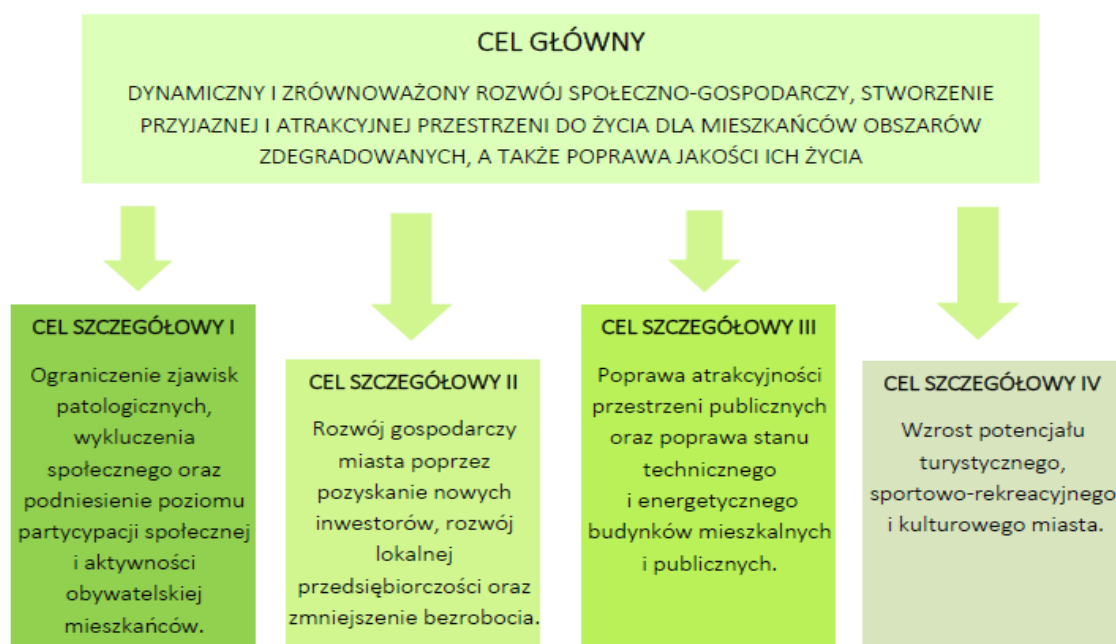 CEL GŁÓWNY
DYNAMICZNY I ZRÓWNOWAŻONY ROZWÓJ SPOŁECZNO-GOSPODARCZY, STWORZENIE
PRZYJAZNEJ I ATRAKCYJNEJ PRZESTRZENI DO ŻYCIA DLA MIESZKAŃCÓW OBSZARÓW
ZDEGRADOWANYCH, A TAKŻE POPRAWA JAKOŚCI ICH ŻYCIA
CEL SZCZEGÓŁOWY I
Ograniczenie zjawisk
patologicznych,
wykluczenia
społecznego oraz
podniesienie poziomu
partycypacji społecznej
i aktywności
obywatelskiej
mieszkańców.
CEL SZCZEGÓŁOWY II
Rozwój gospodarczy
miasta poprzez
pozyskanie nowych
inwestorów, rozwój
lokalnej
przedsiębiorczości oraz
zmniejszenie bezrobocia.
CEL SZCZEGÓŁOWY III
Poprawa atrakcyjności
przestrzeni publicznych
oraz poprawa stanu
technicznego
i energetycznego
budynków mieszkalnych
i publicznych.
CEL SZCZEGÓŁOWY IV
Wzrost potencjału
turystycznego,
sportowo-rekreacyjnego
i kulturowego miasta.